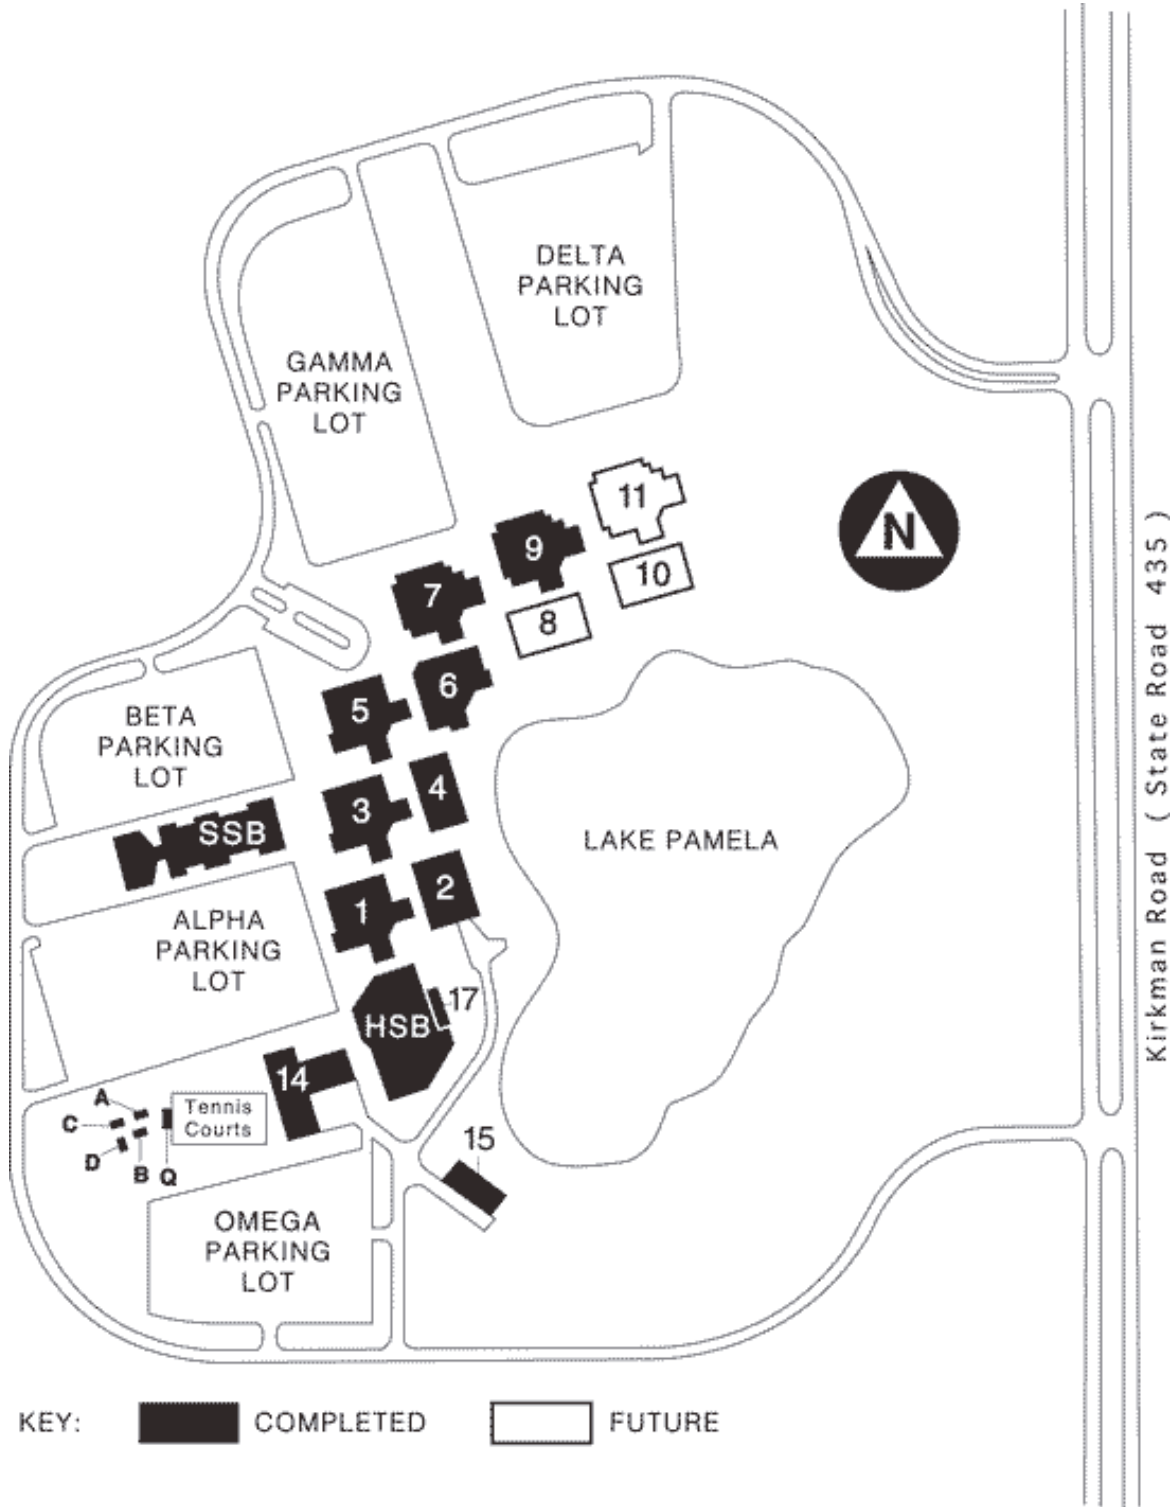 DELTA
PARKING
LOT
GAMMA
PARKING
LOT
11
9
N
10
7
8
6
5
BETA
PARKING
LOT
4
3
SSB
LAKE PAMELA
2
1
ALPHA
PARKING
LOT
17
HSB
14
A
C
Tennis
Courts
D
B
Q
15
OMEGA
PARKING
LOT
Kirkman Road ( State Road 435 )
KEY:
COMPLETED
FUTURE